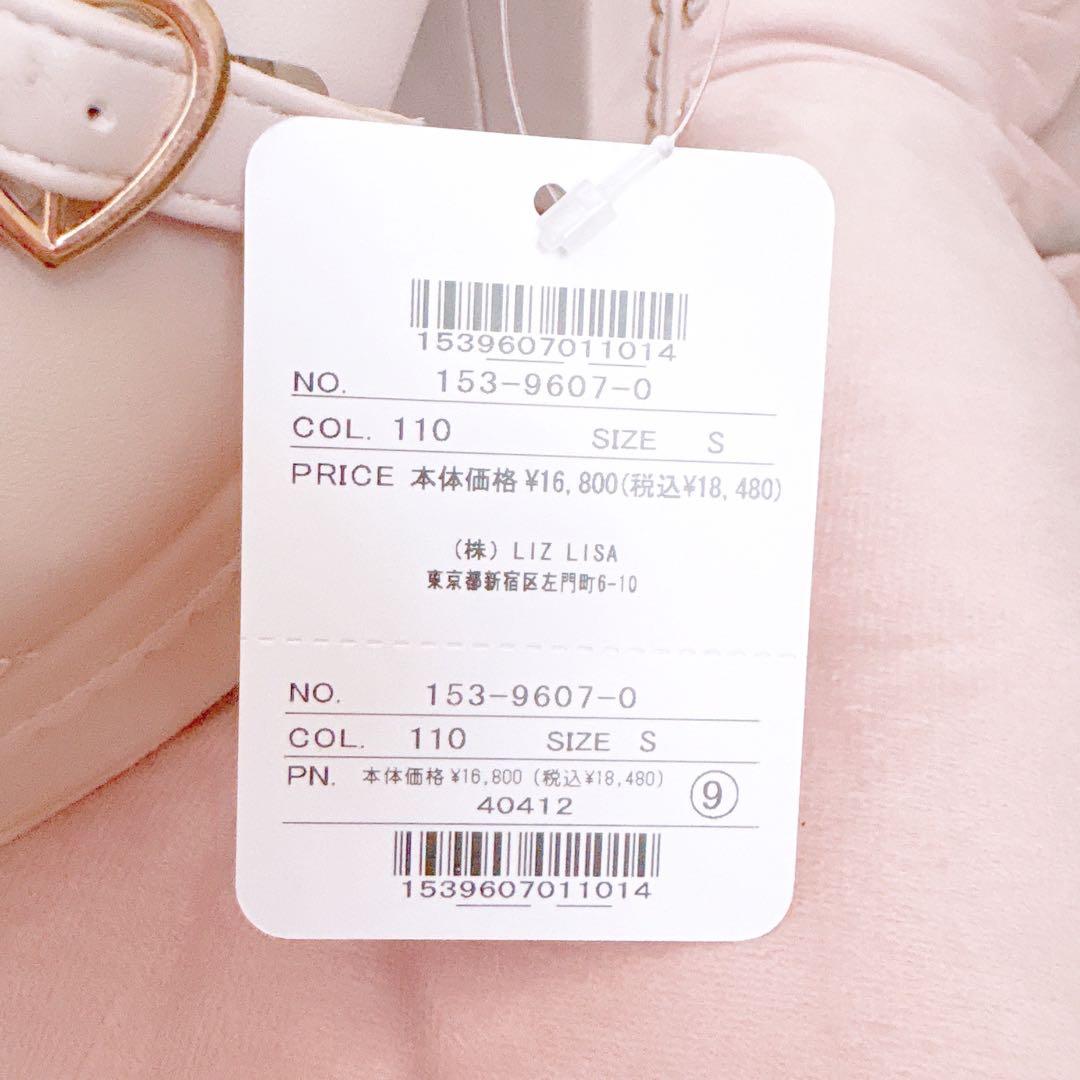 1539607011014
NO. 153-9607-0
COL. 110 SIZE S
PRICE 本体価格 ¥16,800(税込¥18,480)
(株) LIZ LISA
東京都新宿区左門町6-10
NO. 153-9607-0
COL. 110 SIZE S
PN. 本体価格 ¥16,800 (税込¥18,480)
40412 ⑨
1539607011014